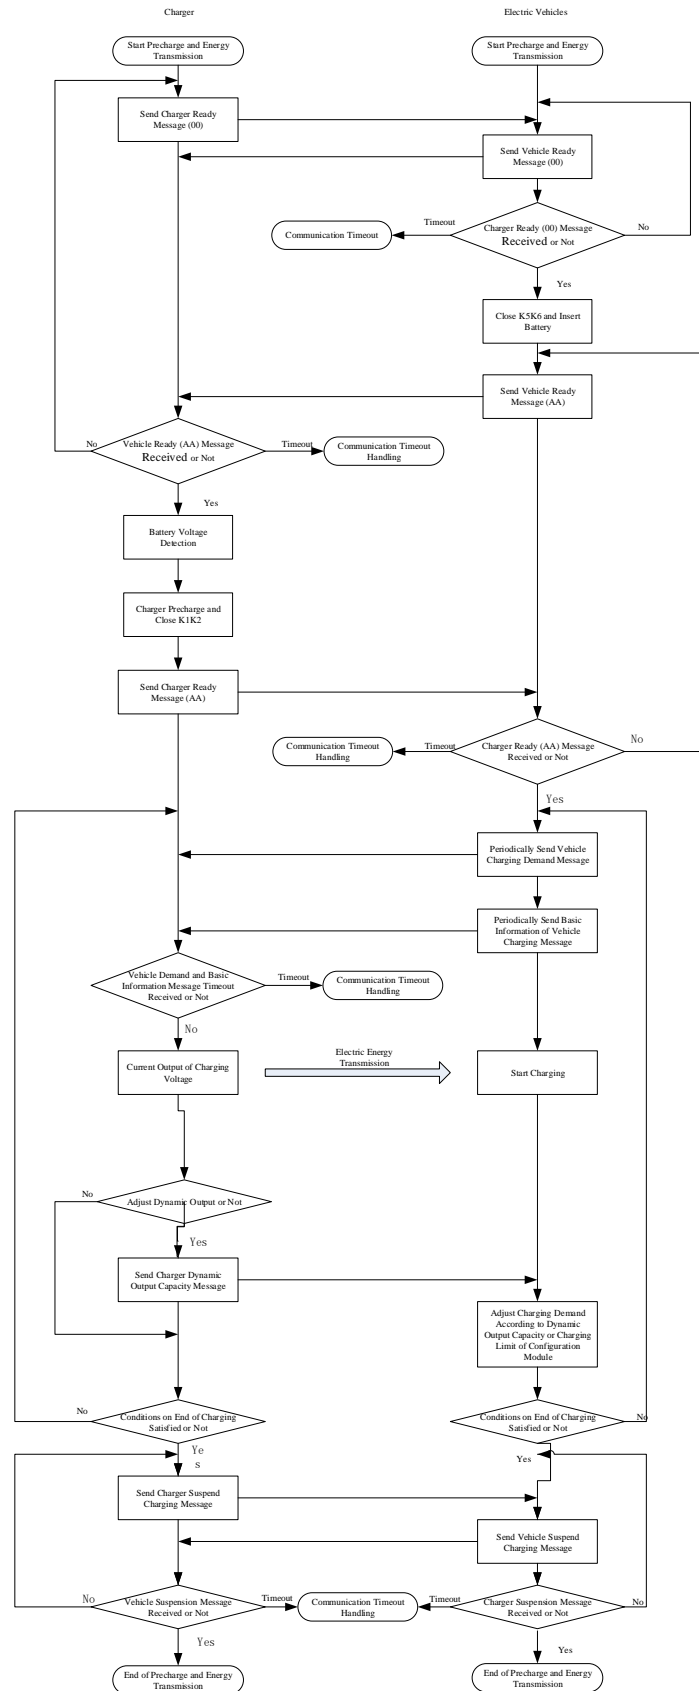 Charger
Electric Vehicles
Start Precharge and Energy
Transmission
Start Precharge and Energy
Transmission
Send Charger Ready
Message (00)
Send Vehicle Ready
Message (00)
Charger Ready (00) Message
Received or Not
Timeout
No
Communication Timeout
Yes
Close K5K6 and Insert
Battery
Send Vehicle Ready
Message (AA)
No
Vehicle Ready (AA) Message
Received or Not
Timeout
Communication Timeout
Handling
Yes
Battery Voltage
Detection
Charger Precharge and
Close K1K2
Send Charger Ready
Message (AA)
Communication Timeout
Handling
Timeout
Charger Ready (AA) Message
Received or Not
No
Yes
Periodically Send Vehicle
Charging Demand Message
Periodically Send Basic
Information of Vehicle
Charging Message
Vehicle Demand and Basic
Information Message Timeout
Received or Not
Timeout
Communication Timeout
Handling
No
Current Output of Charging
Voltage
Electric Energy
Transmission
Start Charging
No
Adjust Dynamic Output or Not
Yes
Send Charger Dynamic
Output Capacity Message
Adjust Charging Demand
According to Dynamic
Output Capacity or Charging
Limit of Configuration
Module
No
Conditions on End of Charging
Satisfied or Not
Conditions on End of Charging
Satisfied or Not
No
Ye
s
Yes
Send Charger Suspend
Charging Message
Send Vehicle Suspend
Charging Message
No
Vehicle Suspension Message
Received or Not
Timeout
Communication Timeout
Handling
Timeout
Charger Suspension Message
Received or Not
No
Yes
Yes
End of Precharge and Energy
Transmission
End of Precharge and Energy
Transmission